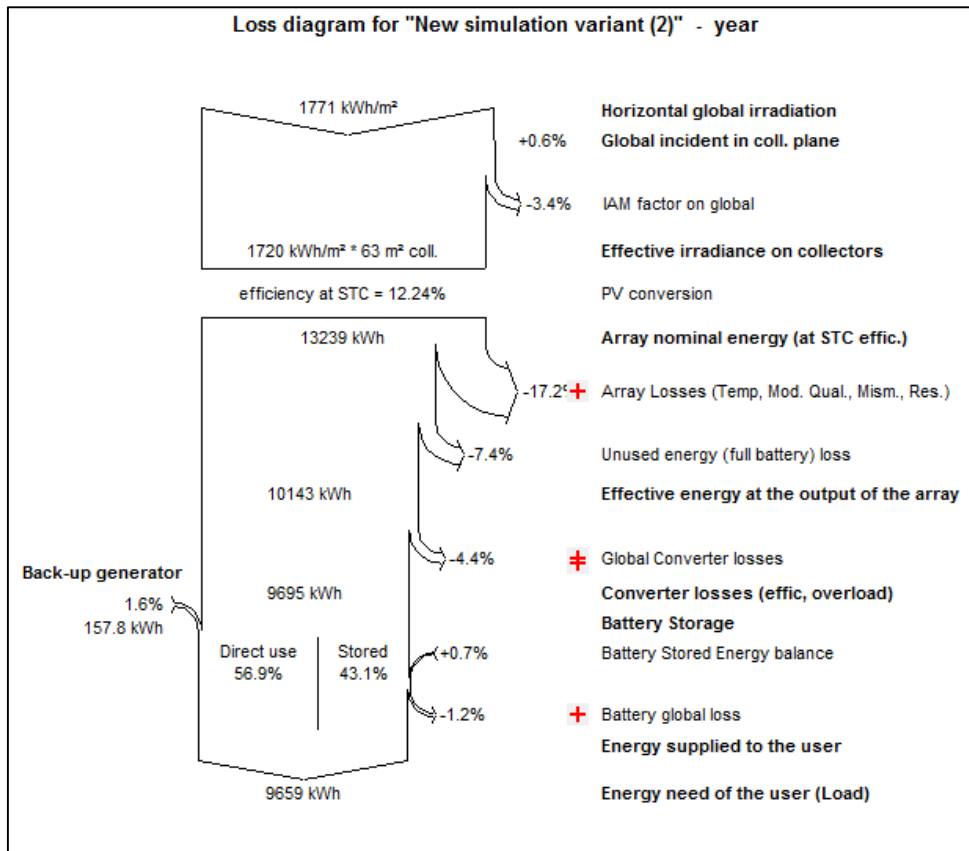 Loss diagram for "New simulation variant (2)" - year
1771 kWh/m²
Horizontal global irradiation
+0.6%
Global incident in coll. plane
-3.4%
IAM factor on global
1720 kWh/m² * 63 m² coll.
Effective irradiance on collectors
efficiency at STC = 12.24%
PV conversion
13239 kWh
Array nominal energy (at STC effic.)
-17.2%
Array Losses (Temp, Mod. Qual., Mism., Res.)
-7.4%
Unused energy (full battery) loss
10143 kWh
Effective energy at the output of the array
-4.4%
Global Converter losses
Back-up generator
1.6%
157.8 kWh
9695 kWh
Converter losses (effic, overload)
Battery Storage
Direct use
56.9%
Stored
43.1%
+0.7%
Battery Stored Energy balance
-1.2%
Battery global loss
Energy supplied to the user
9659 kWh
Energy need of the user (Load)